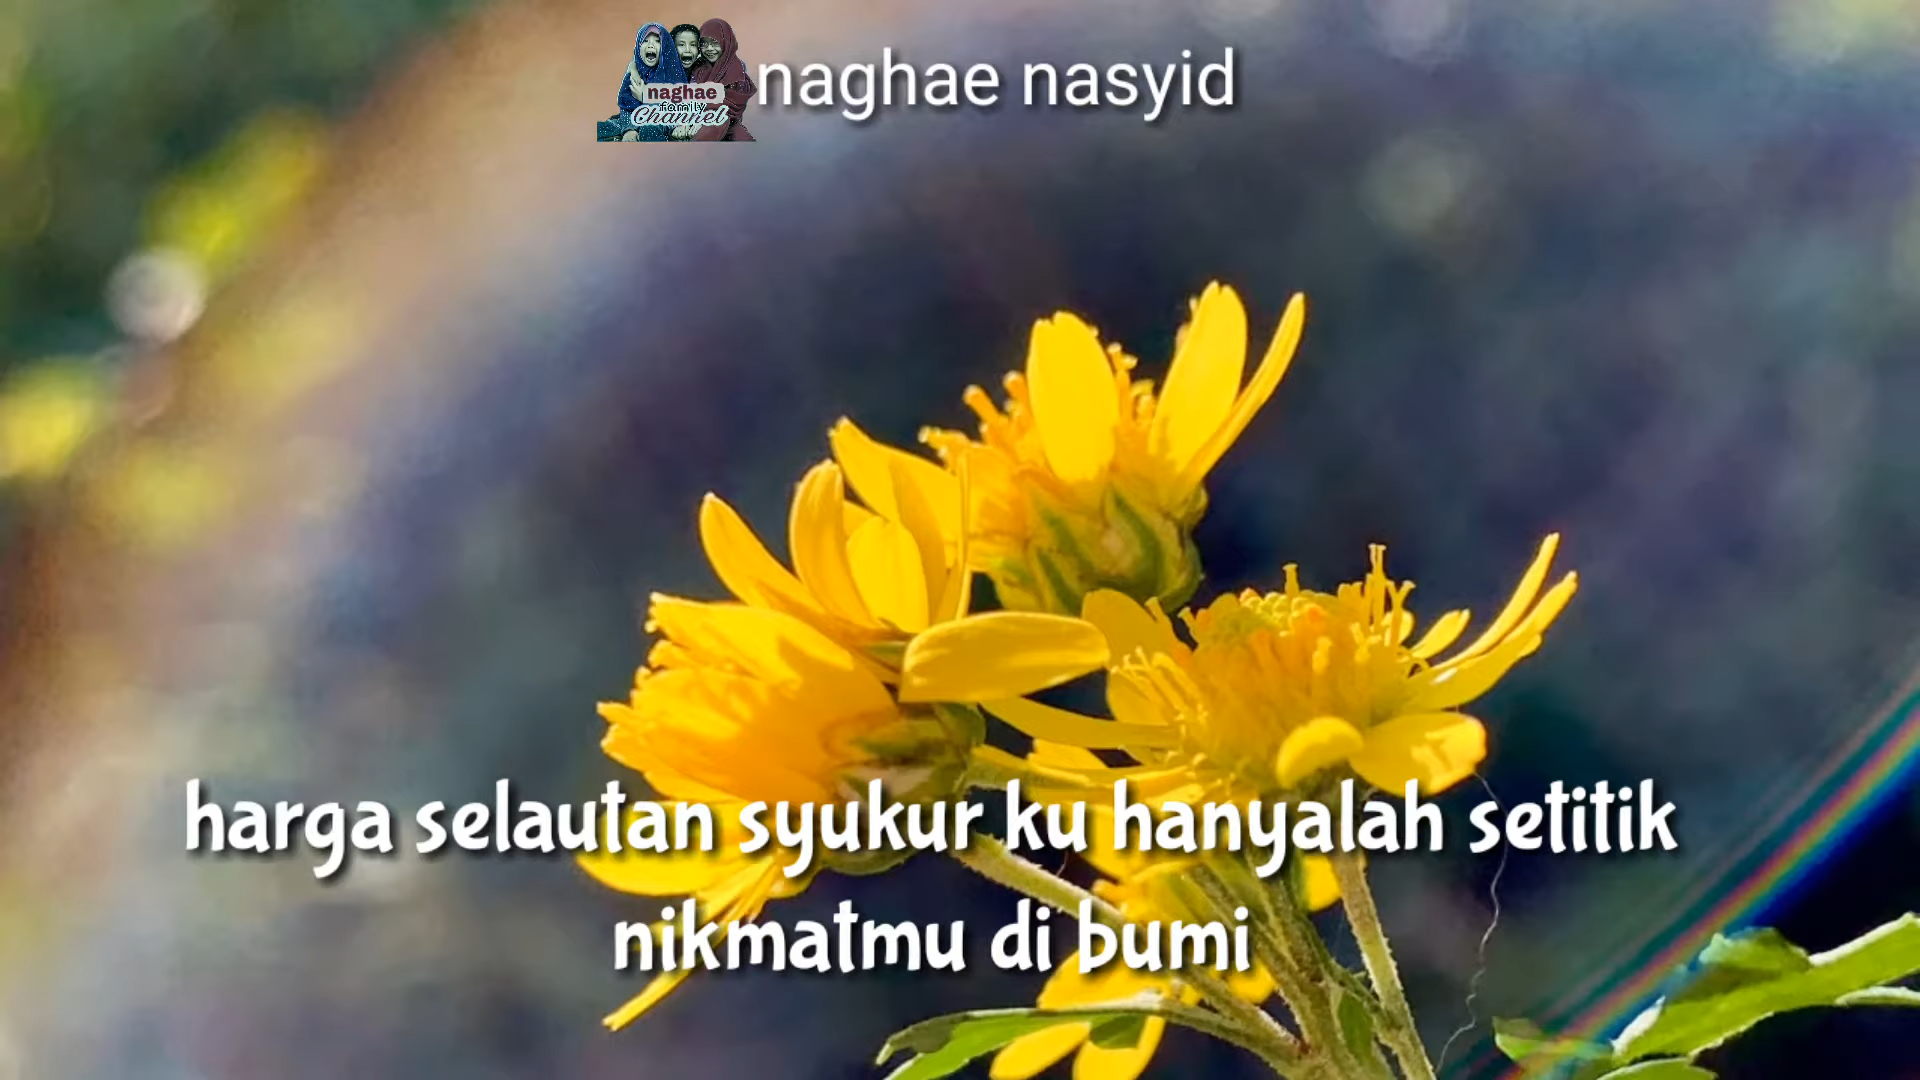 naghae nasyid
naghae
family
Channel
harga selautan syukur ku hanyalah setitik
nikmatmu di bumi